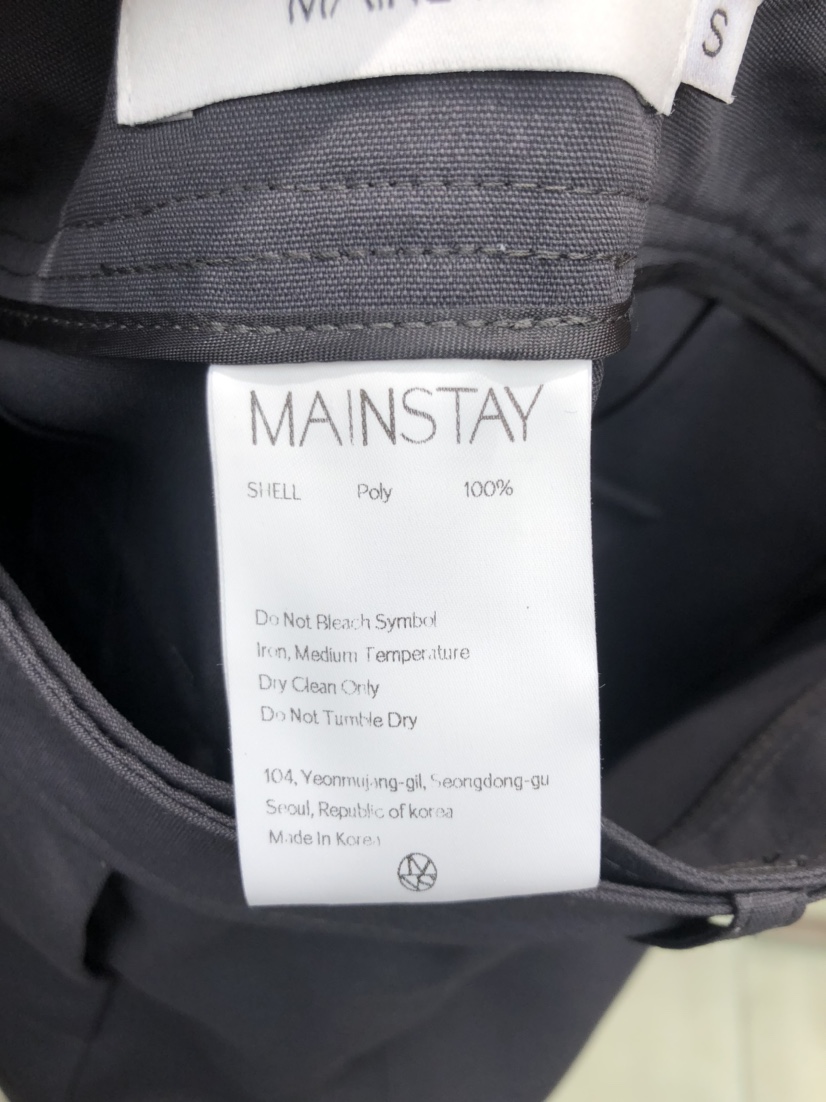 S
MAINSTAY
SHELL Poly 100%
Do Not Bleach Symbol
Iron, Medium Temperature
Dry Clean Only
Do Not Tumble Dry
104, Yeonmujang-gil, Seongdong-gu
Seoul, Republic of korea
Made In Korea